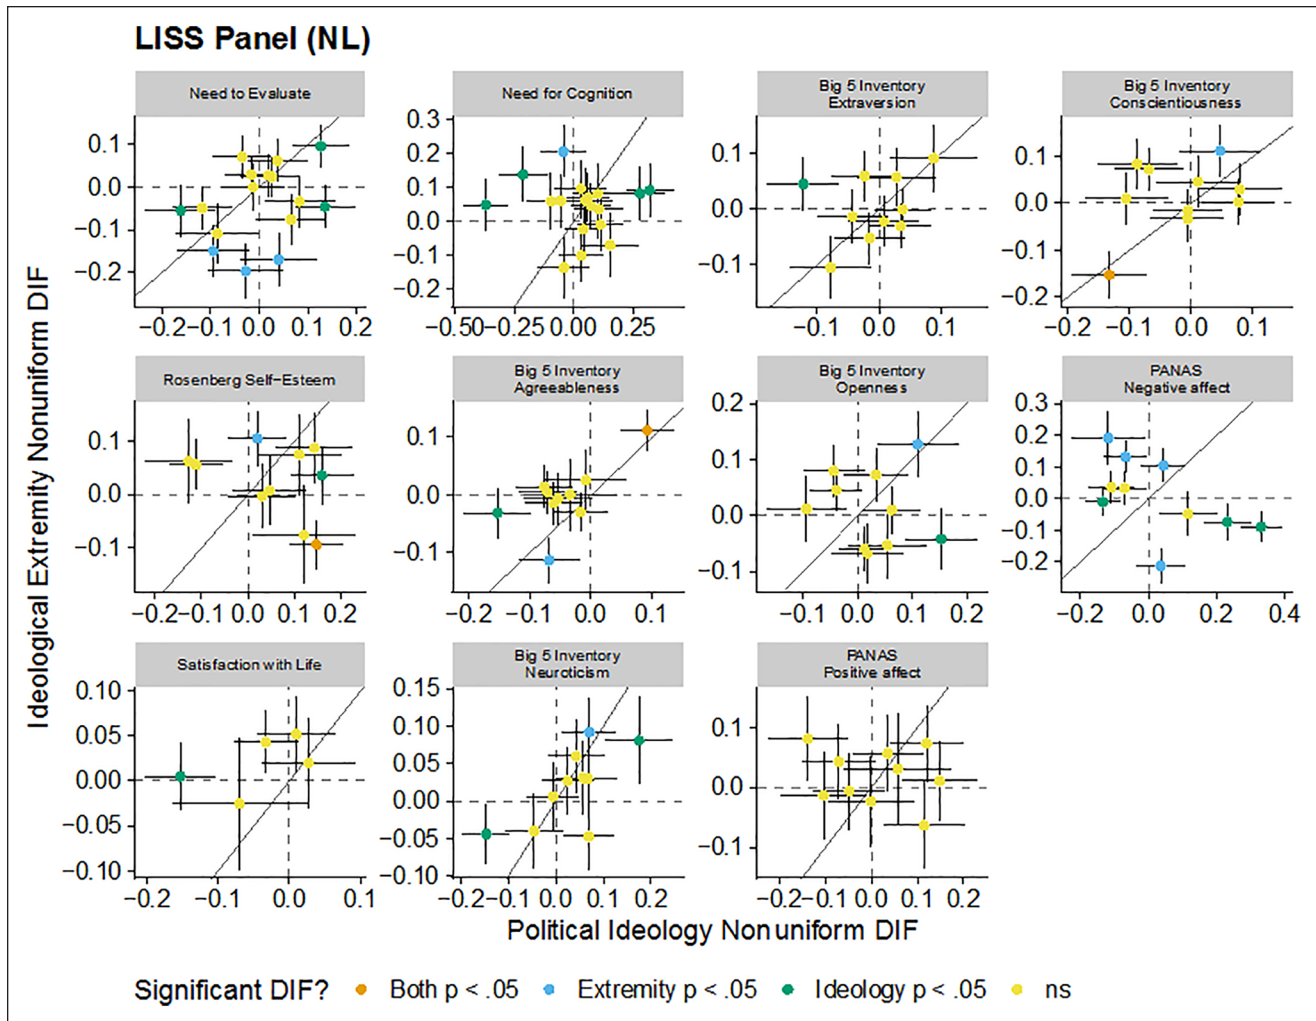 LISS Panel (NL)
Need to Evaluate
Need for Cognition
Big 5 Inventory
Extraversion
Big 5 Inventory
Conscientiousness
0.1
0.0
−0.1
−0.2
−0.2 −0.1 0.0 0.1 0.2
0.3
0.2
0.1
0.0
−0.1
−0.2
−0.50 −0.25 0.00 0.25
0.1
0.0
−0.1
−0.1 0.0 0.1
0.1
0.0
−0.1
−0.2
−0.2 −0.1 0.0 0.1
Rosenberg Self−Esteem
Big 5 Inventory
Agreeableness
Big 5 Inventory
Openness
PANAS
Negative affect
0.1
0.0
−0.1
−0.2 −0.1 0.0 0.1 0.2
0.1
0.0
−0.1
−0.2 −0.1 0.0 0.1
0.2
0.1
0.0
−0.1
−0.1 0.0 0.1 0.2
0.3
0.2
0.1
0.0
−0.1
−0.2
−0.2 0.0 0.2 0.4
Satisfaction with Life
Big 5 Inventory
Neuroticism
PANAS
Positive affect
0.10
0.05
0.00
−0.05
−0.10
−0.2 −0.1 0.0 0.1
0.15
0.10
0.05
0.00
−0.05
−0.10
−0.2 −0.1 0.0 0.1 0.2
0.1
0.0
−0.1
−0.2 −0.1 0.0 0.1 0.2
Ideological Extremity Nonuniform DIF
Political Ideology Nonuniform DIF
Significant DIF? Both p < .05 Extremity p < .05 Ideology p < .05 ns